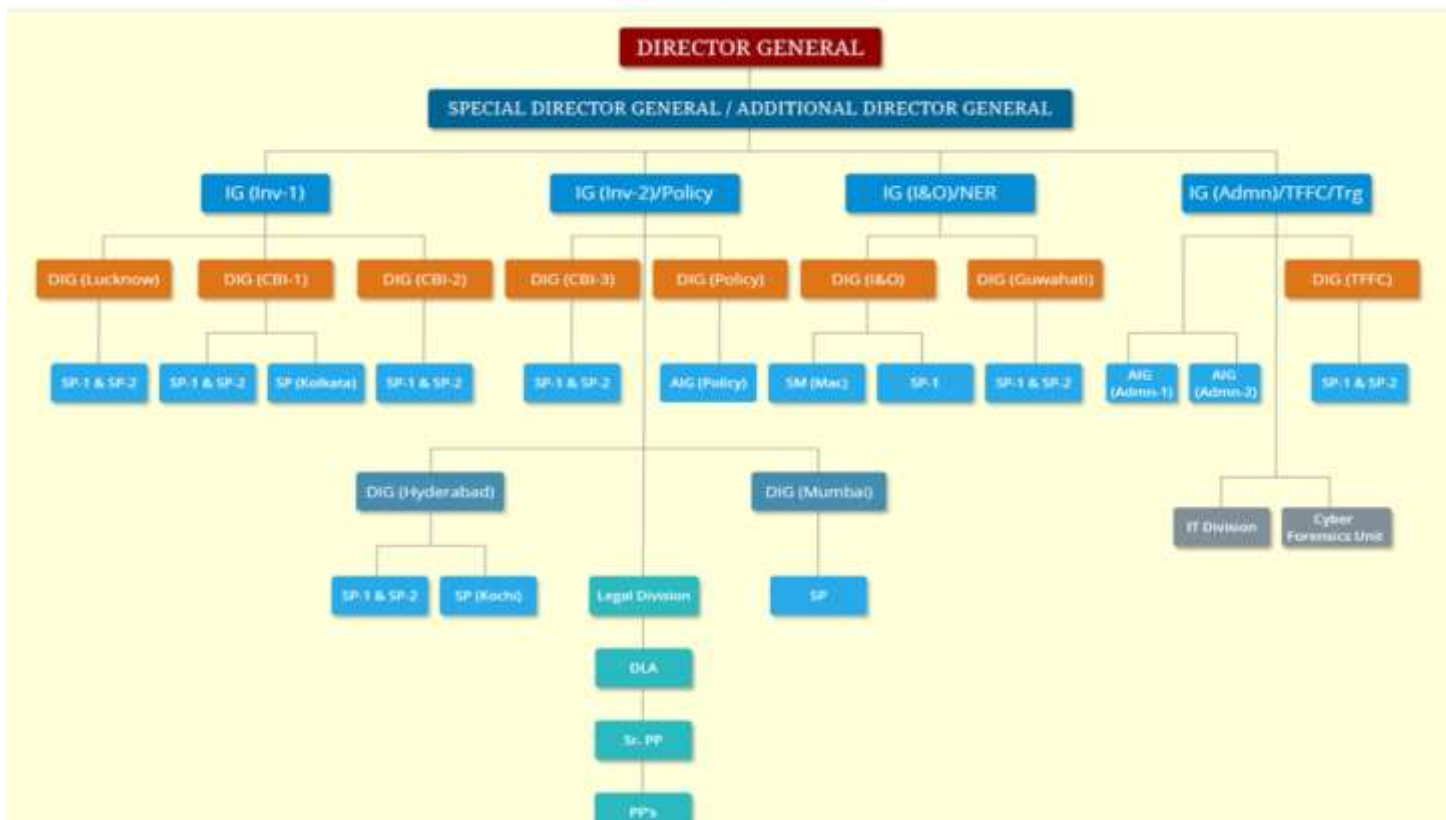 DIRECTOR GENERAL
SPECIAL DIRECTOR GENERAL / ADDITIONAL DIRECTOR GENERAL
IG (Inv-1)
IG (Inv-2)/Policy
IG (I&O)/NER
IG (Admn)/TFFC/Trg
DIG (Lucknow)
DIG (CBI-1)
DIG (CBI-2)
DIG (CBI-3)
DIG (Policy)
DIG (I&O)
DIG (Guwahati)
DIG (TFFC)
SP-1 & SP-2
SP-1 & SP-2
SP (Kolkata)
SP-1 & SP-2
SP-1 & SP-2
AIG (Policy)
SM (Mac)
SP-1
SP-1 & SP-2
AIG
(Admn-1)
AIG
(Admn-2)
SP-1 & SP-2
DIG (Hyderabad)
DIG (Mumbai)
IT Division
Cyber
Forensics Unit
SP-1 & SP-2
SP (Kochi)
Legal Division
SP
DLA
Sr. PP
PP's